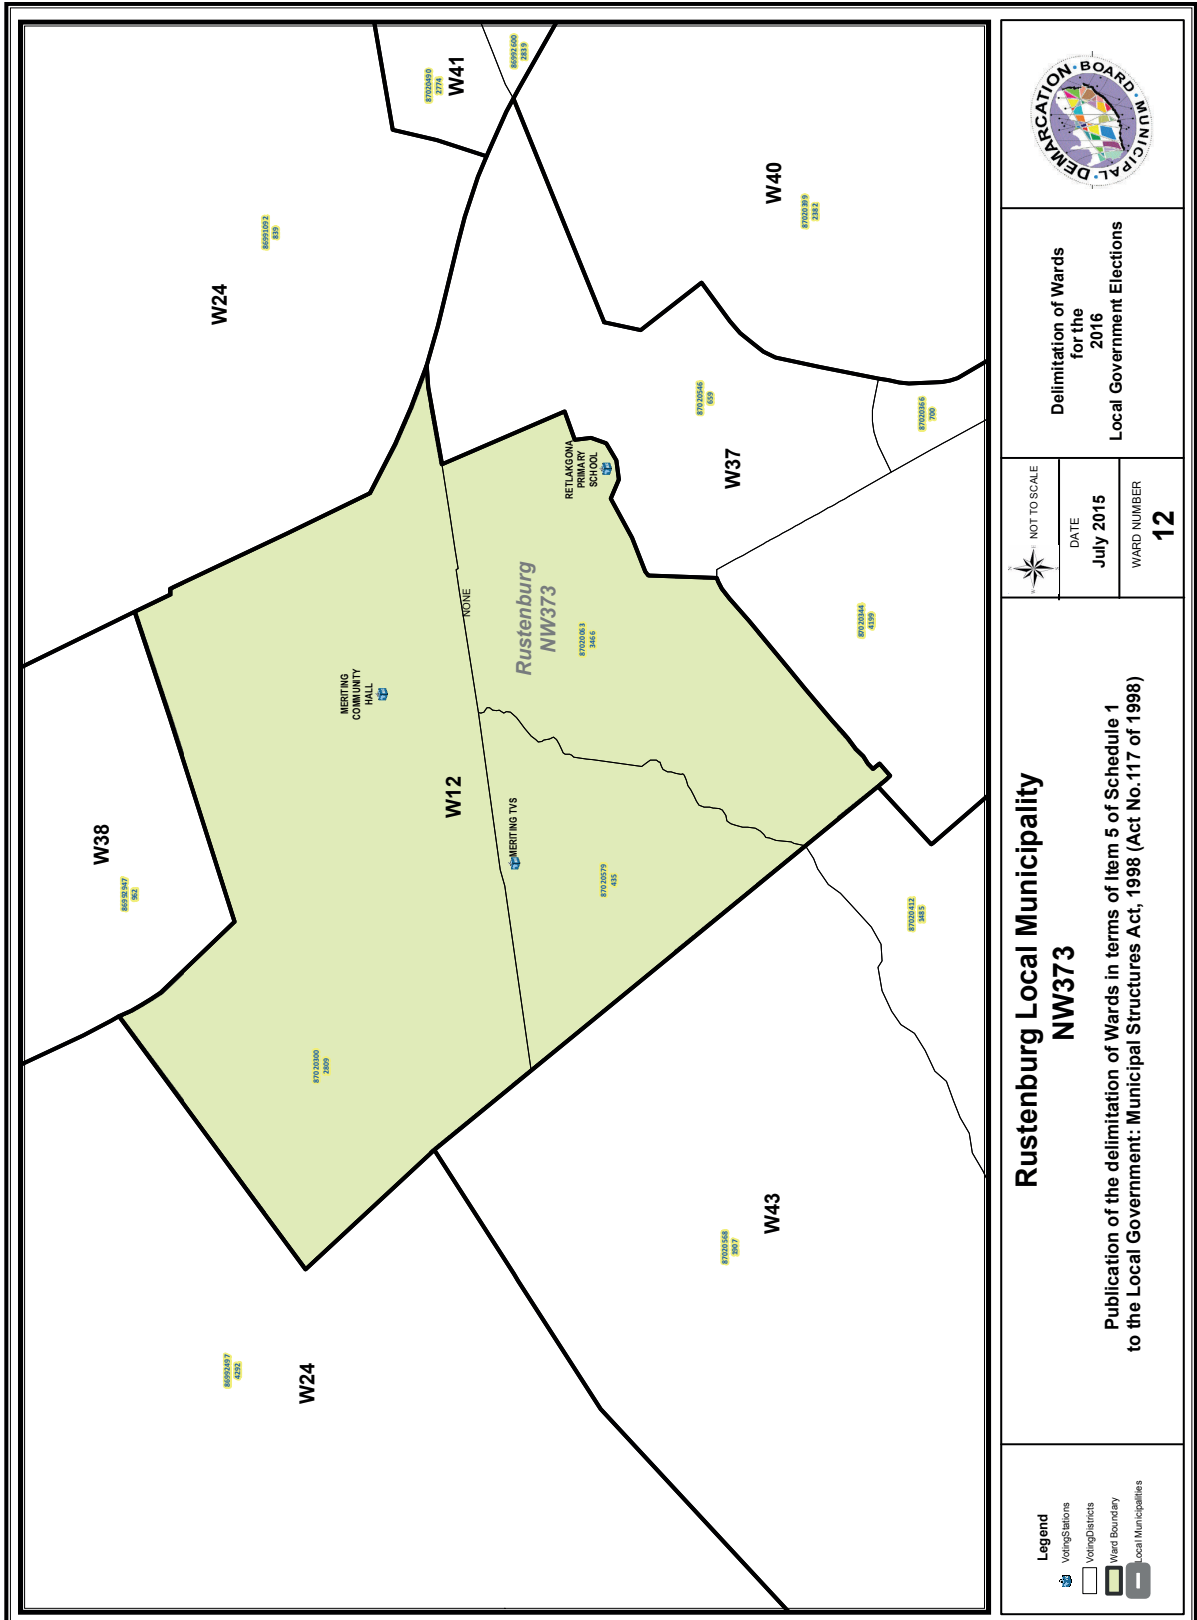 W41
87020490
2774
86992600
2839
W24
86991092
839
W40
87020399
2382
W38
86992947
962
MERITING
COMMUNITY
HALL
W12
NONE
Rustenburg
NW373
87020063
3466
RETLAKGONA
PRIMARY
SCHOOL
87020546
659
W37
87020366
700
MERITING TVS
87020579
435
87020344
4199
87020300
2809
87020412
3485
W43
87020568
1907
W24
86992497
4292
Legend
VotingStations
VotingDistricts
Ward Boundary
Local Municipalities
Rustenburg Local Municipality
NW373
Publication of the delimitation of Wards in terms of Item 5 of Schedule 1
to the Local Government: Municipal Structures Act, 1998 (Act No.117 of 1998)
NOT TO SCALE
DATE
July 2015
WARD NUMBER
12
Delimitation of Wards
for the
2016
Local Government Elections
MUNICIPAL • DEMARCATION • BOARD •